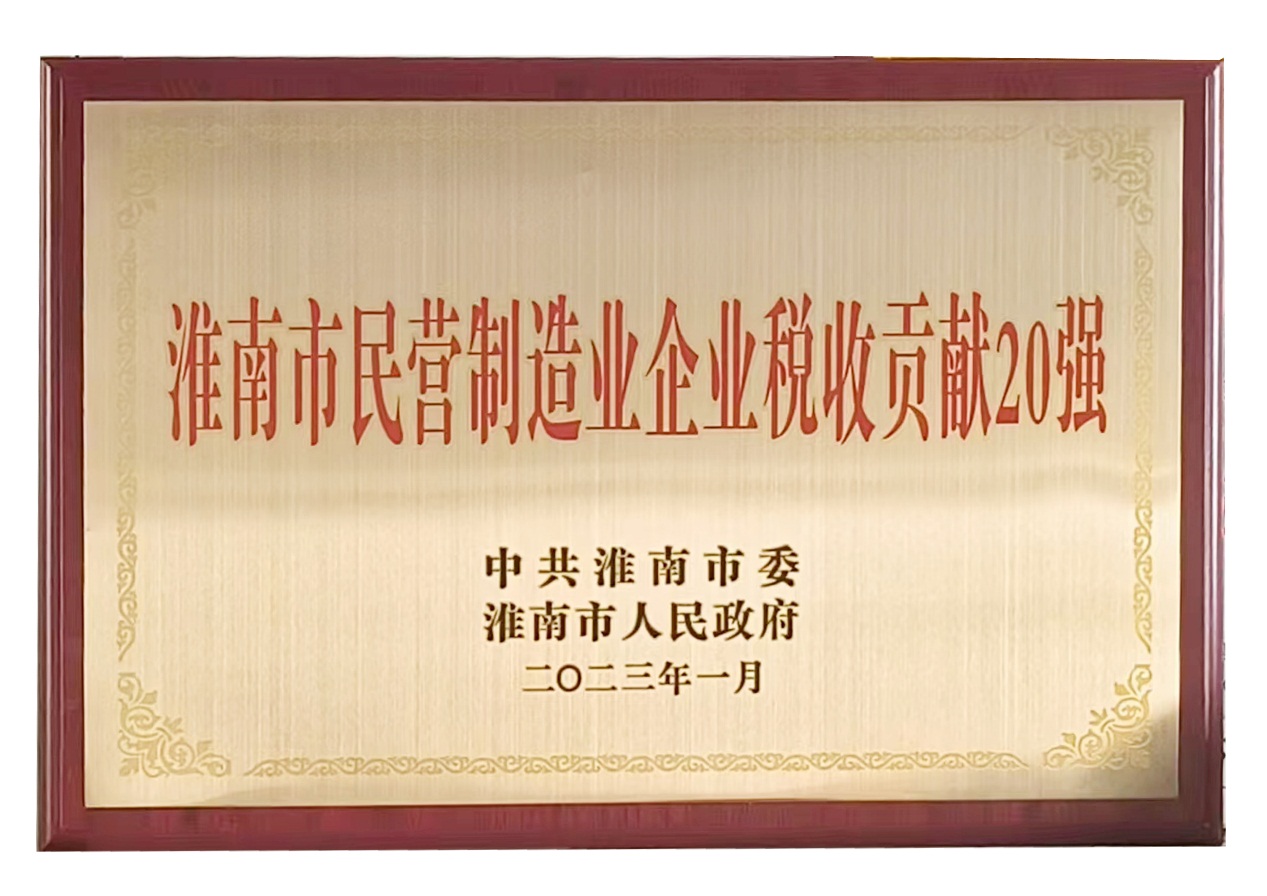 淮南市民营制造业企业税收贡献20强
中共淮南市委
淮南市人民政府
二〇二三年一月